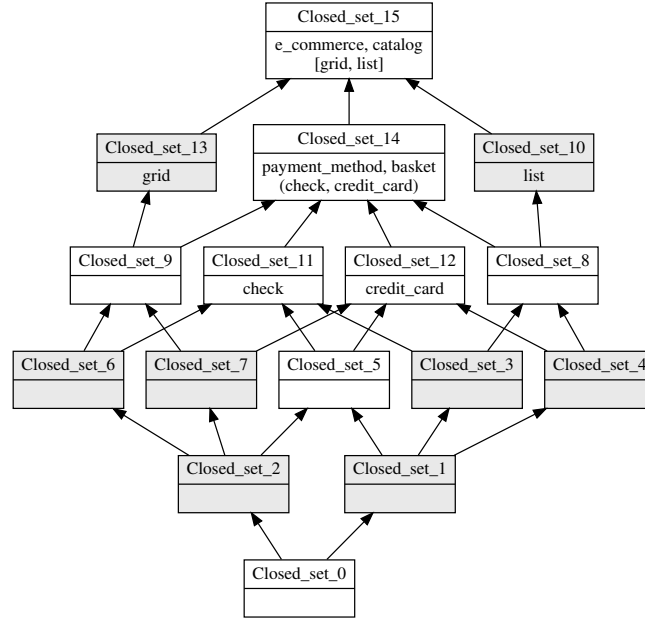 Closed_set_15
e_commerce, catalog
[grid, list]
Closed_set_13
grid
Closed_set_14
payment_method, basket
(check, credit_card)
Closed_set_10
list
Closed_set_9
Closed_set_11
check
Closed_set_12
credit_card
Closed_set_8
Closed_set_6
Closed_set_7
Closed_set_5
Closed_set_3
Closed_set_4
Closed_set_2
Closed_set_1
Closed_set_0